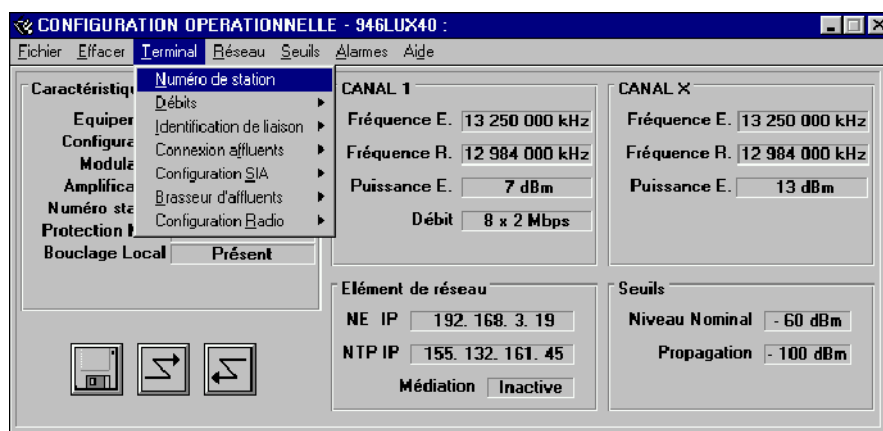 CONFIGURATION OPERATIONNELLE - 946LUX40 :
Fichier Effacer Terminal Réseau Seuils Alarmes Aide
Numéro de station
Débits
Identification de liaison
Connexion affluents
Configuration SIA
Brasseur d'affluents
Configuration Radio
Caractéristiq
Equiper
Configura
Modula
Amplifica
Numéro sta
Protection
Bouclage Local Présent
CANAL 1
Fréquence E. 13 250 000 kHz
Fréquence R. 12 984 000 kHz
Puissance E. 7 dBm
Débit 8 x 2 Mbps
CANAL X
Fréquence E. 13 250 000 kHz
Fréquence R. 12 984 000 kHz
Puissance E. 13 dBm
Elément de réseau
NE IP 192. 168. 3. 19
NTP IP 155. 132. 161. 45
Médiation Inactive
Seuils
Niveau Nominal - 60 dBm
Propagation - 100 dBm